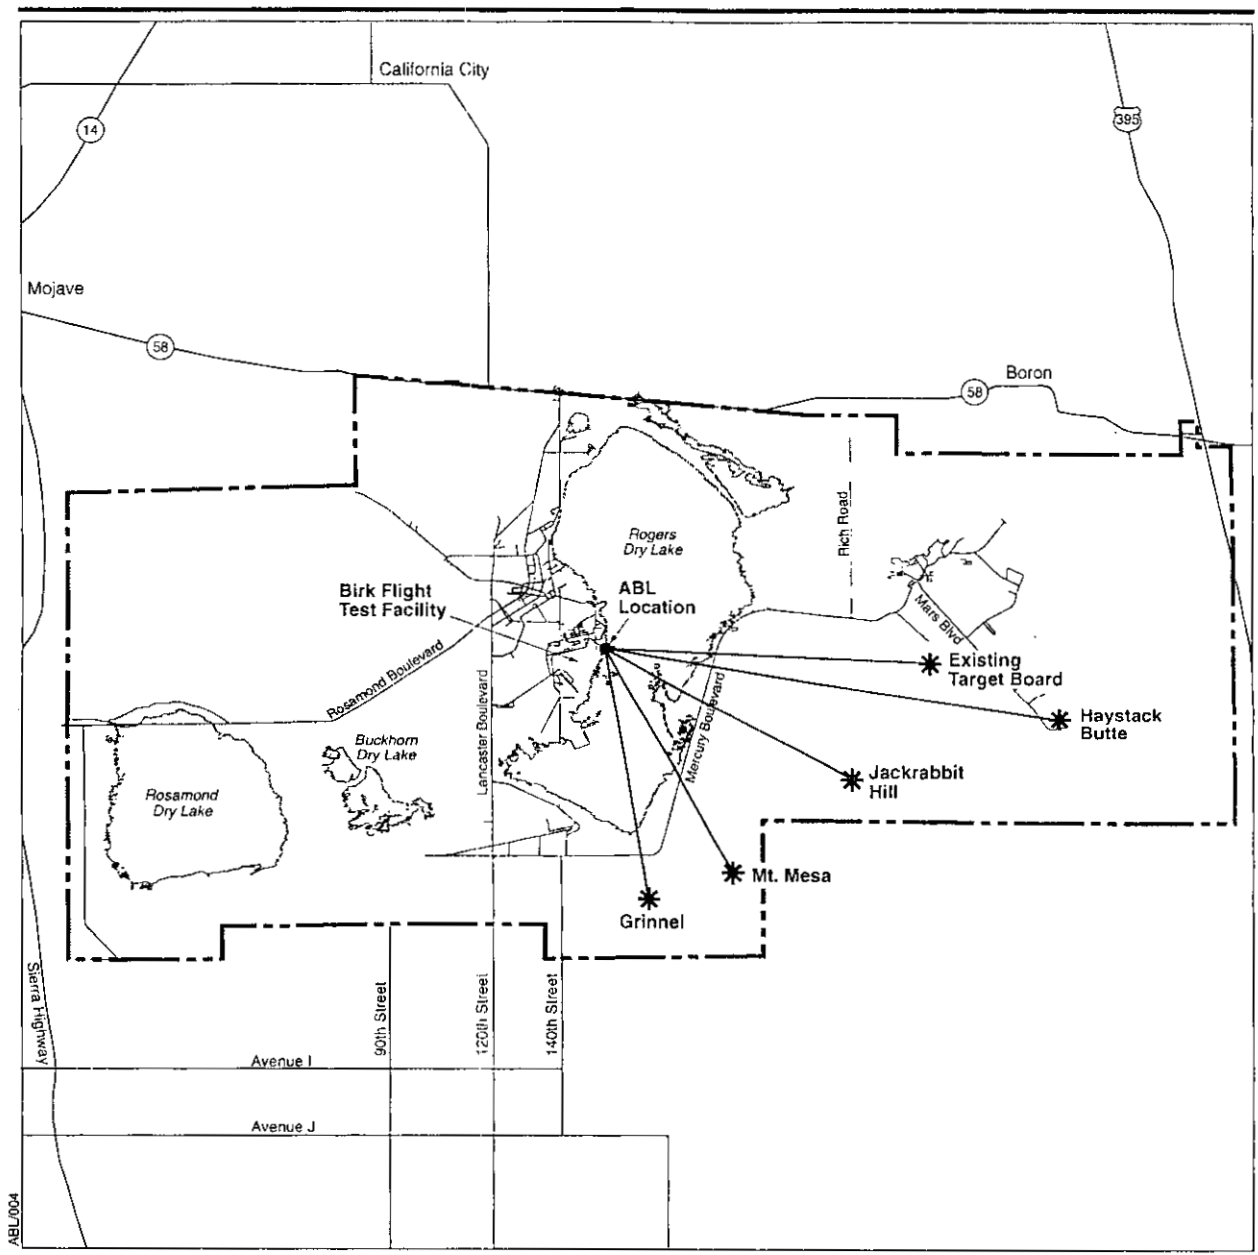 California City
14
395
Mojave
58
Boron
58
Rich Road
Rogers
Dry Lake
Birk Flight
Test Facility
ABL
Location
Mars Blvd
Existing
Target Board
Rosamond Boulevard
Lancaster Boulevard
Mercury Boulevard
Haystack
Butte
Buckhorn
Dry Lake
Jackrabbit
Hill
Rosamond
Dry Lake
Mt. Mesa
Grinnel
Sierra Highway
90th Street
120th Street
140th Street
Avenue I
Avenue J
ABL/004